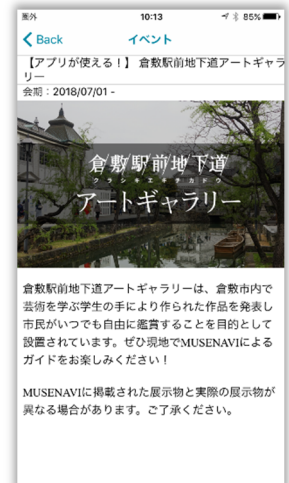 圏外 10:13 85%
Back イベント
【アプリが使える！】 倉敷駅前地下道アートギャラ
リー
会期：2018/07/01 -
倉敷駅前地下道
クラシキエキチカドウ
アートギャラリー
倉敷駅前地下道アートギャラリーは、倉敷市内で
芸術を学ぶ学生の手により作られた作品を発表し
市民がいつでも自由に鑑賞することを目的として
設置されています。ぜひ現地でMUSENAVIによる
ガイドをお楽しみください！
MUSENAVIに掲載された展示物と実際の展示物が
異なる場合があります。ご了承ください。